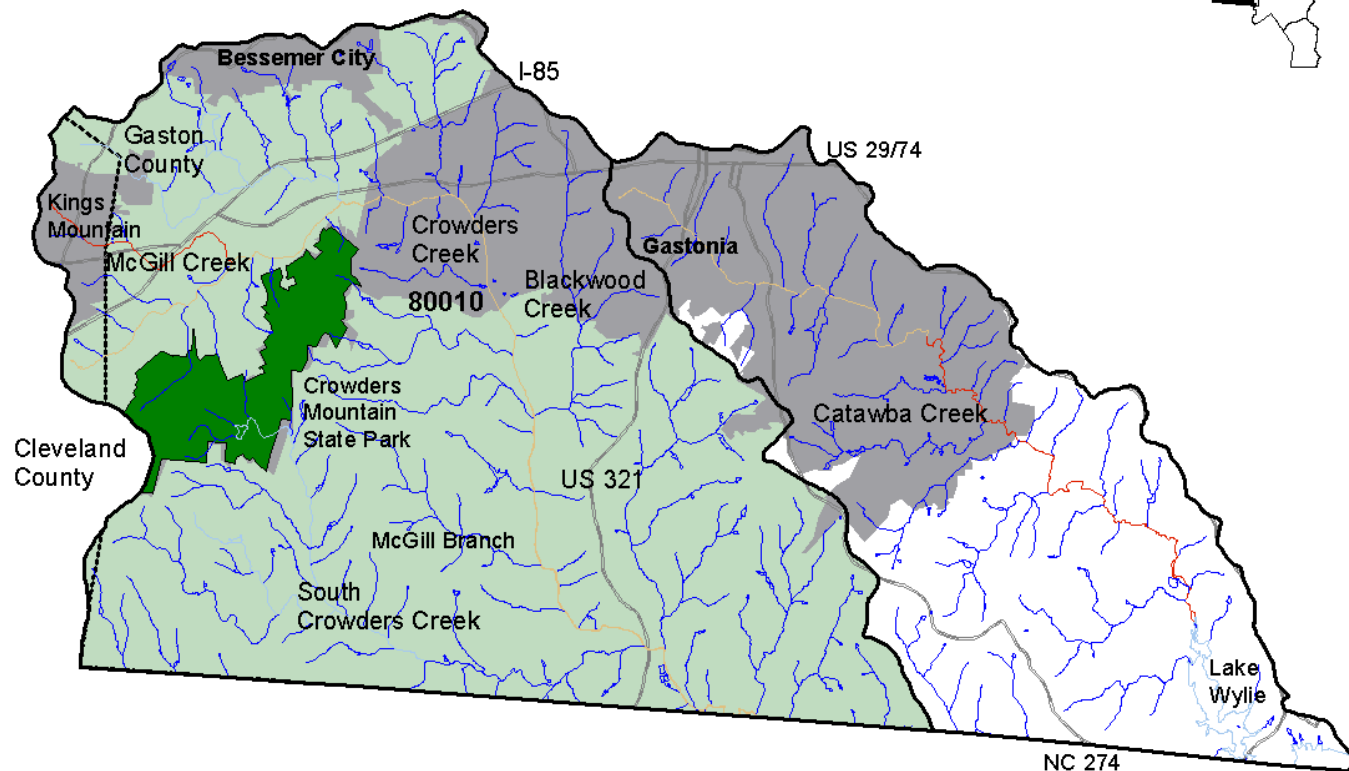 Bessemer City
I-85
Gaston
County
US 29/74
Kings
Mountain
Crowders
Creek
Gastonia
McGill Creek
Blackwood
Creek
80010
Crowders
Mountain
State Park
Catawba Creek
Cleveland
County
US 321
McGill Branch
South
Crowders Creek
Lake
Wylie
NC 274